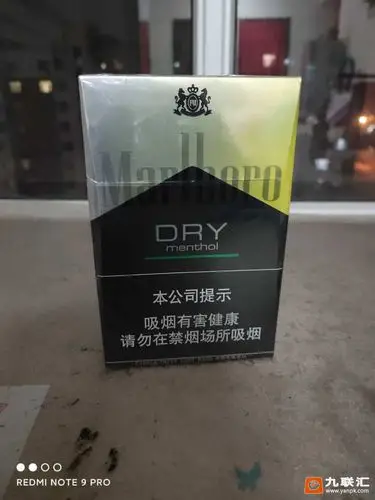 Marlboro
DRY
menthol
本公司提示
吸烟有害健康
请勿在禁烟场所吸烟
REDMI NOTE 9 PRO
九联汇
www.yanpk.com